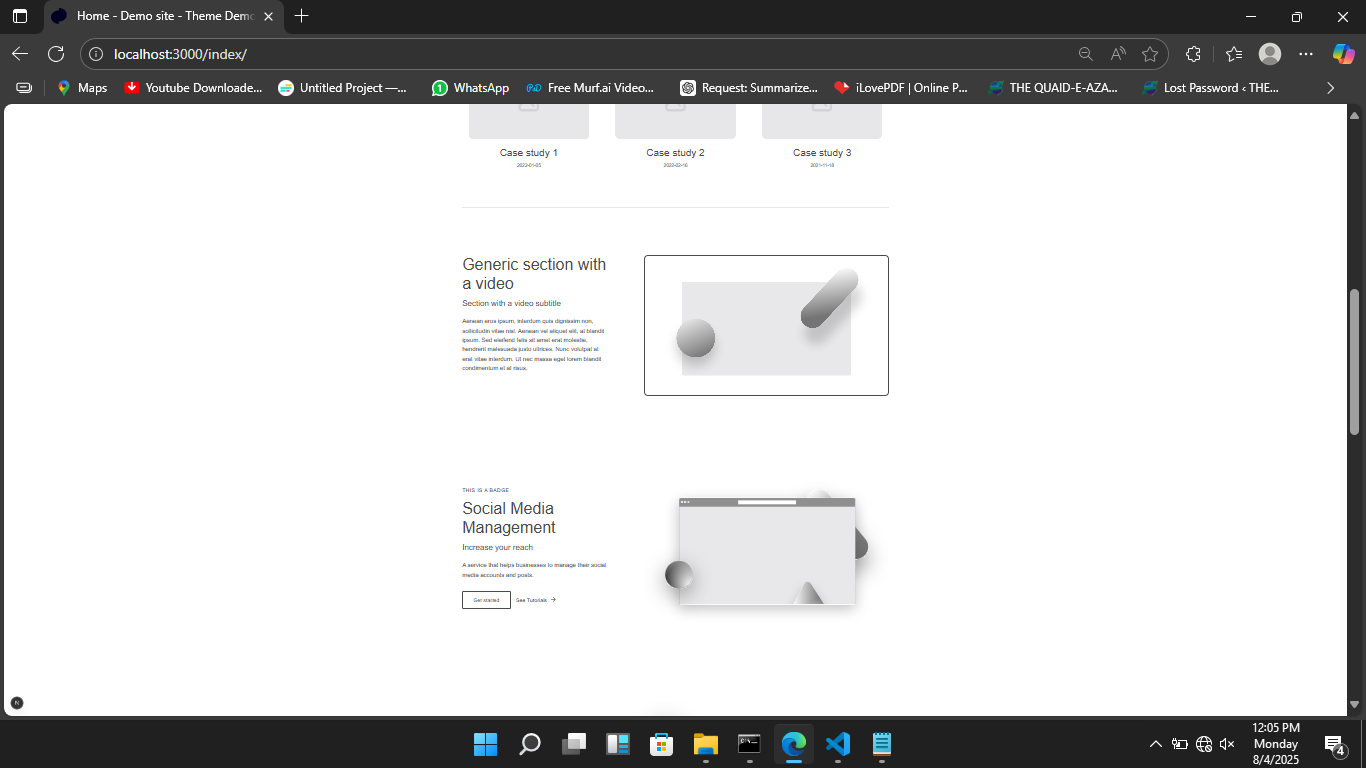 Home - Demo site - Theme Demo
localhost:3000/index/
Maps
Youtube Downloade...
Untitled Project —...
WhatsApp
Free Murf.ai Video...
Request: Summarize...
iLovePDF | Online P...
THE QUAID-E-AZA...
Lost Password ‹ THE...
Case study 1
Case study 2
Case study 3
2022-01-05
2022-02-16
2021-11-16
Generic section with
a video
Section with a video subtitle
Aenean eros ipsum, interdum quis dignissim non,
sollicitudin vitae nisl. Aenean vel aliquet elit, at blandit
ipsum. Sed eleifend felis sit amet erat molestie,
hendrerit malesuada justo ultrices. Nunc volutpat at
erat vitae interdum. Ut nec massa eget lorem blandit
condimentum et at risus.
THIS IS A BADGE
Social Media
Management
Increase your reach
A service that helps businesses to manage their social
media accounts and posts.
Get started
See Tutorials
N
12:05 PM
Monday
8/4/2025
4